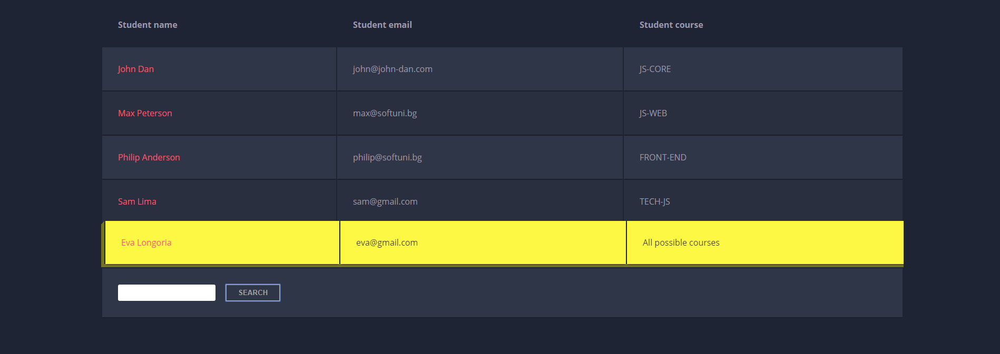 Student name Student email Student course
John Dan john@john-dan.com JS-CORE
Max Peterson max@softuni.bg JS-WEB
Philip Anderson philip@softuni.bg FRONT-END
Sam Lima sam@gmail.com TECH-JS
Eva Longoria eva@gmail.com All possible courses
SEARCH